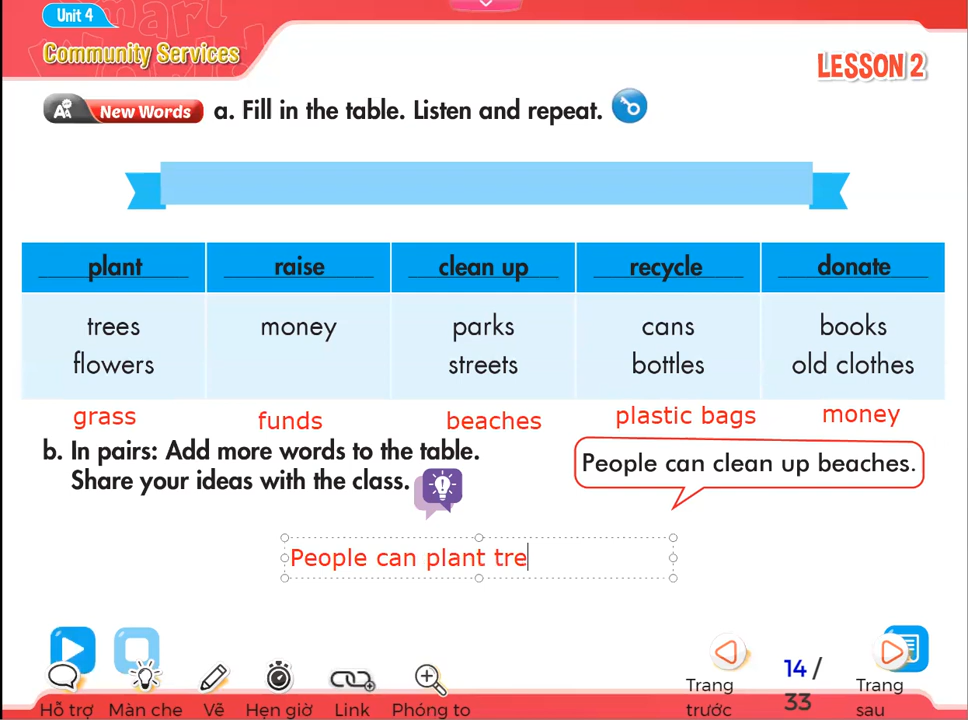 Unit 4
Community Services
LESSON 2
New Words a. Fill in the table. Listen and repeat.
plant raise clean up recycle donate
trees money parks cans books
flowers streets bottles old clothes
grass funds beaches plastic bags money
b. In pairs: Add more words to the table.
Share your ideas with the class.
People can clean up beaches.
People can plant tre
14 / 33
Hỗ trợ Màn che Vẽ Hẹn giờ Link Phóng to Trang trước Trang sau